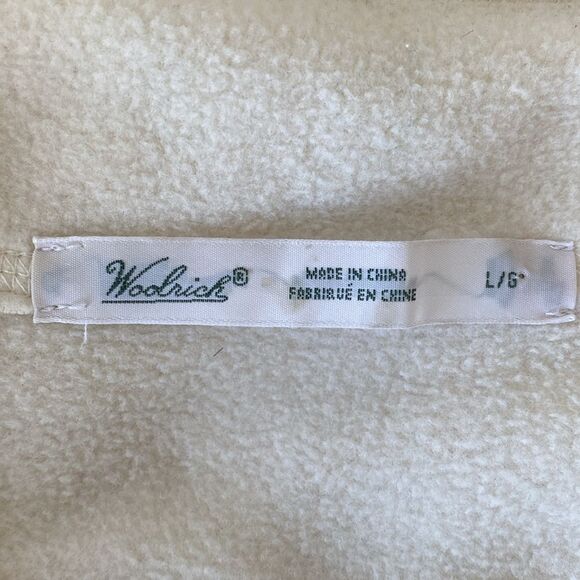 Woolrich®
MADE IN CHINA
FABRIQUÉ EN CHINE
L/G